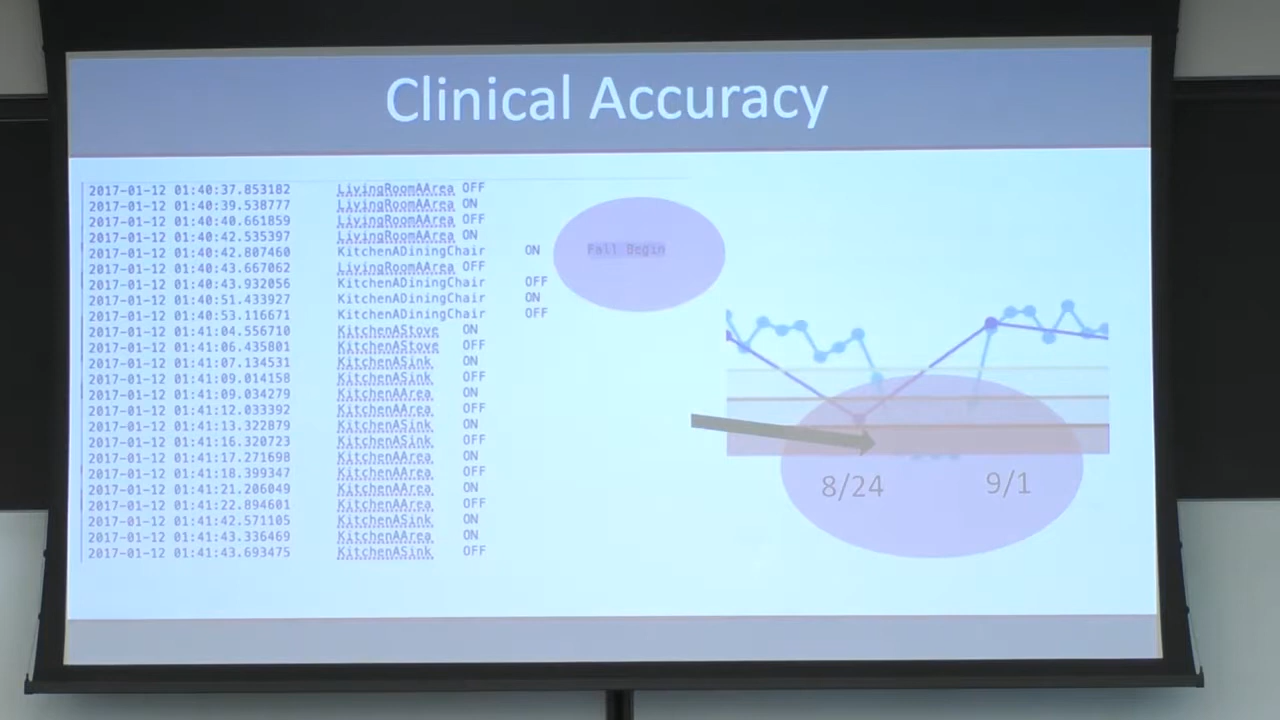 Clinical Accuracy
2017-01-12 01:40:37.853182 LivingRoomAArea OFF
2017-01-12 01:40:39.538777 LivingRoomAArea ON
2017-01-12 01:40:40.661859 LivingRoomAArea OFF
2017-01-12 01:40:42.535397 LivingRoomAArea ON
2017-01-12 01:40:42.807460 KitchenADiningChair ON Fall Begin
2017-01-12 01:40:43.667062 LivingRoomAArea OFF
2017-01-12 01:40:43.932056 KitchenADiningChair OFF
2017-01-12 01:40:51.433927 KitchenADiningChair ON
2017-01-12 01:40:53.116671 KitchenADiningChair OFF
2017-01-12 01:41:04.556710 KitchenAStove ON
2017-01-12 01:41:06.435801 KitchenAStove OFF
2017-01-12 01:41:07.134531 KitchenASink ON
2017-01-12 01:41:09.014158 KitchenASink OFF
2017-01-12 01:41:09.034279 KitchenAArea ON
2017-01-12 01:41:12.033392 KitchenAArea OFF
2017-01-12 01:41:13.322879 KitchenASink ON
2017-01-12 01:41:16.320723 KitchenASink OFF
2017-01-12 01:41:17.271698 KitchenAArea ON
2017-01-12 01:41:18.399347 KitchenAArea OFF
2017-01-12 01:41:21.206049 KitchenAArea ON
2017-01-12 01:41:22.894601 KitchenAArea OFF
2017-01-12 01:41:42.571105 KitchenASink ON
2017-01-12 01:41:43.336469 KitchenAArea ON
2017-01-12 01:41:43.693475 KitchenASink OFF
8/24 9/1